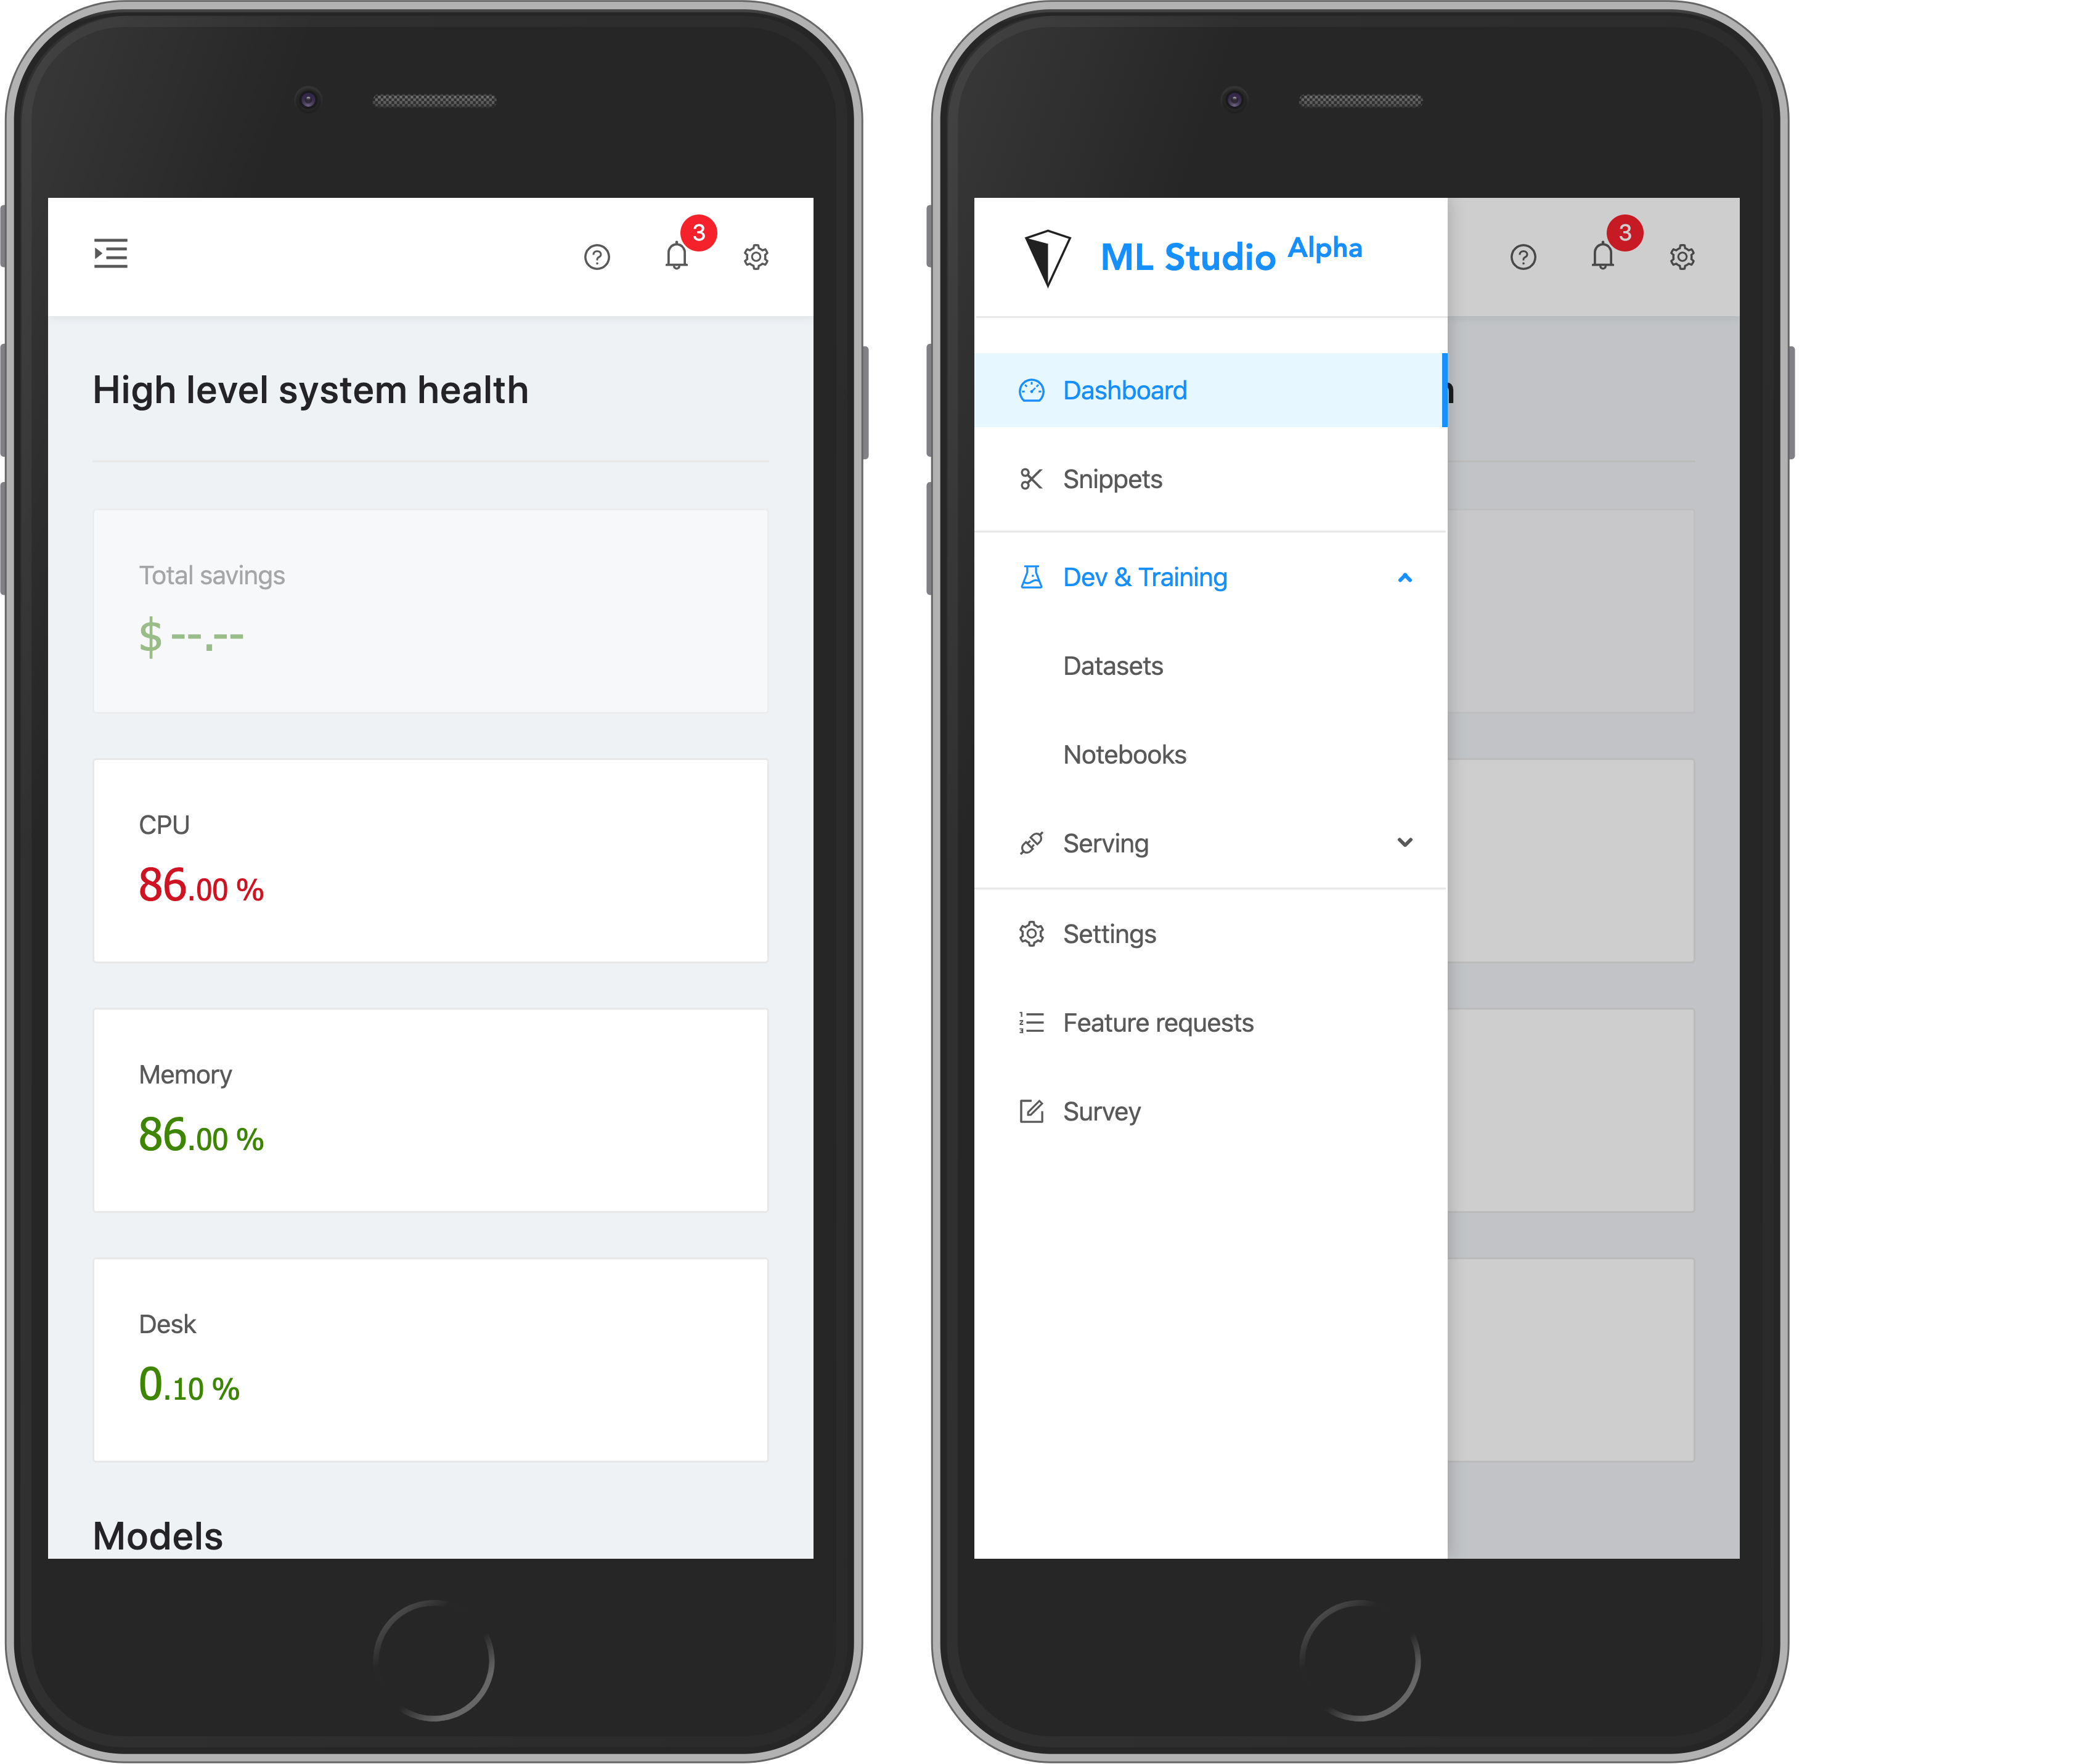 3
High level system health
Total savings
$ --.--
CPU
86.00 %
Memory
86.00 %
Desk
0.10 %
Models
ML Studio Alpha
3
Dashboard
h
Snippets
Dev & Training
Datasets
Notebooks
Serving
Settings
Feature requests
Survey